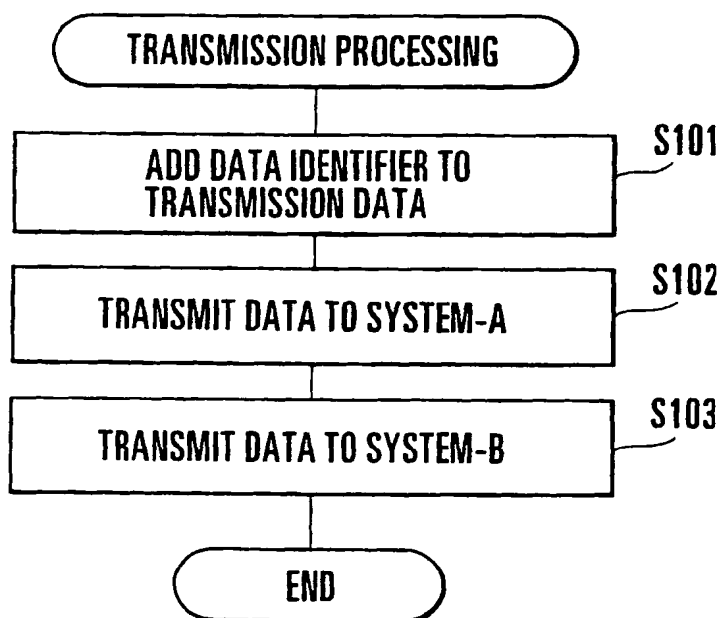 TRANSMISSION PROCESSING
S101
ADD DATA IDENTIFIER TO
TRANSMISSION DATA
S102
TRANSMIT DATA TO SYSTEM-A
S103
TRANSMIT DATA TO SYSTEM-B
END